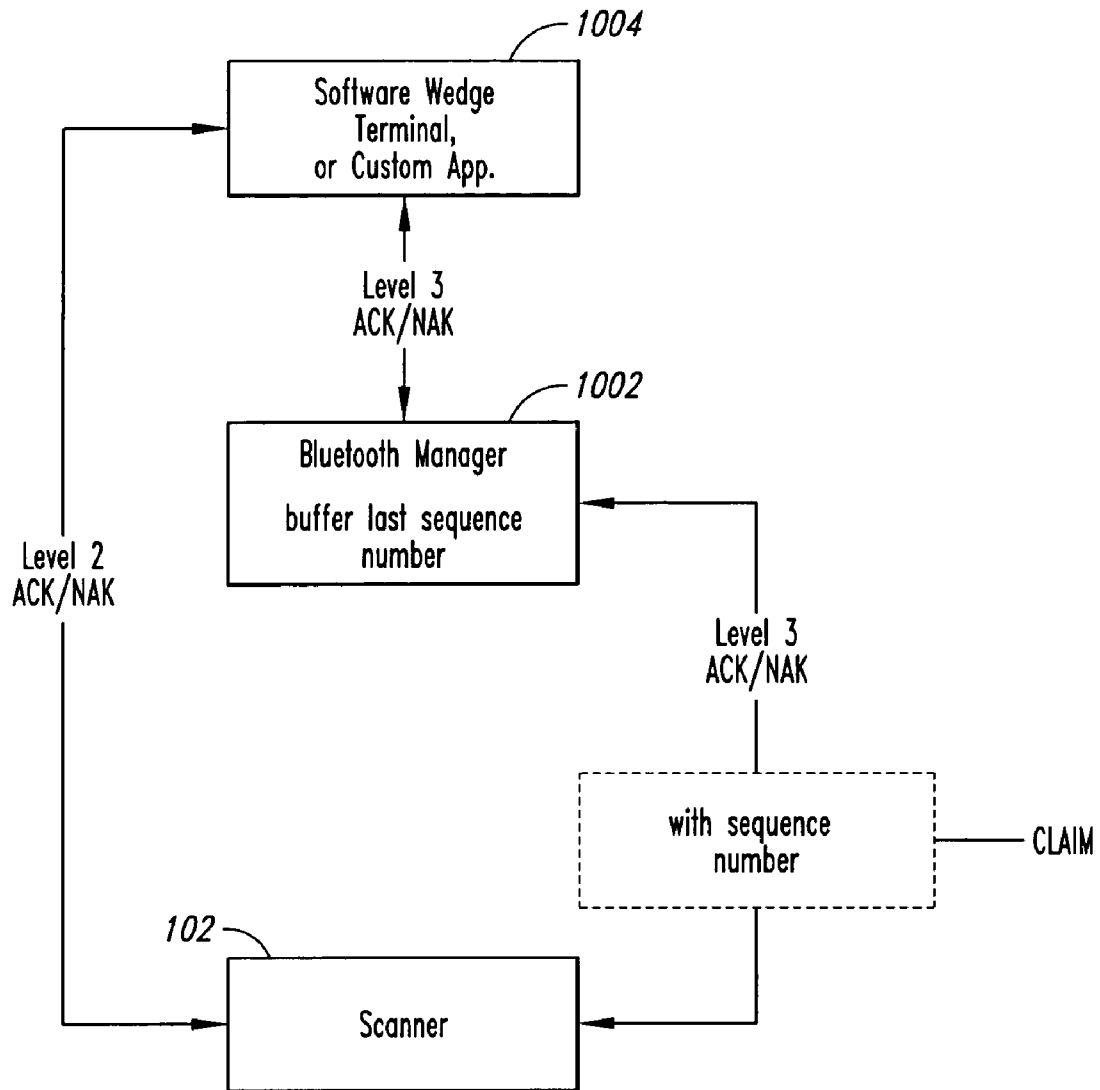 1004
Software Wedge
Terminal,
or Custom App.
Level 3
ACK/NAK
1002
Bluetooth Manager
buffer last sequence
number
Level 2
ACK/NAK
Level 3
ACK/NAK
with sequence
number
CLAIM
102
Scanner